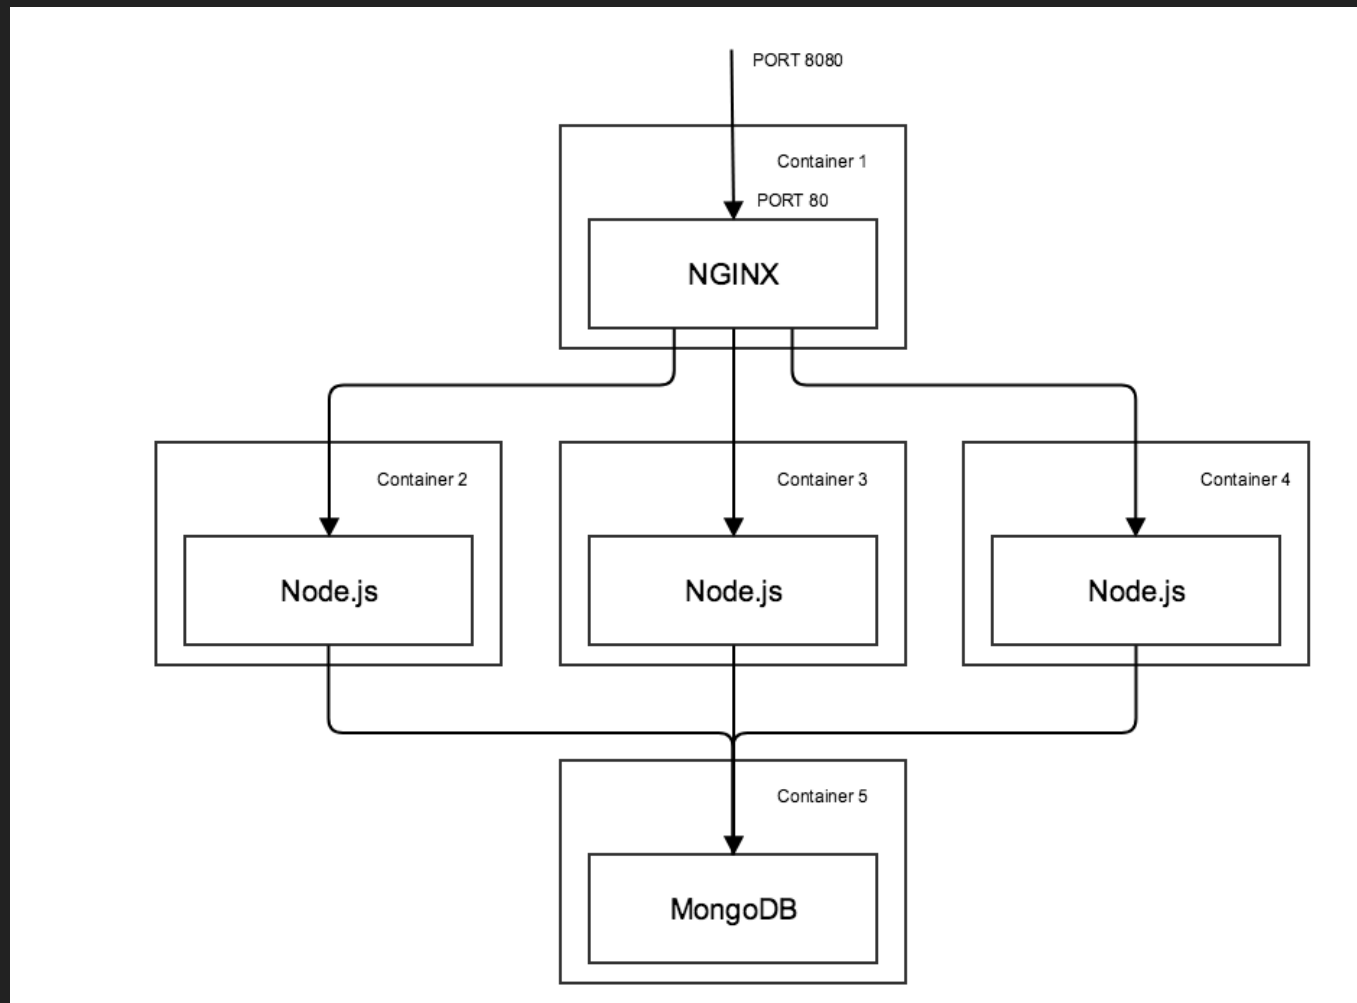 PORT 8080
Container 1
PORT 80
NGINX
Container 2
Container 3
Container 4
Node.js
Node.js
Node.js
Container 5
MongoDB